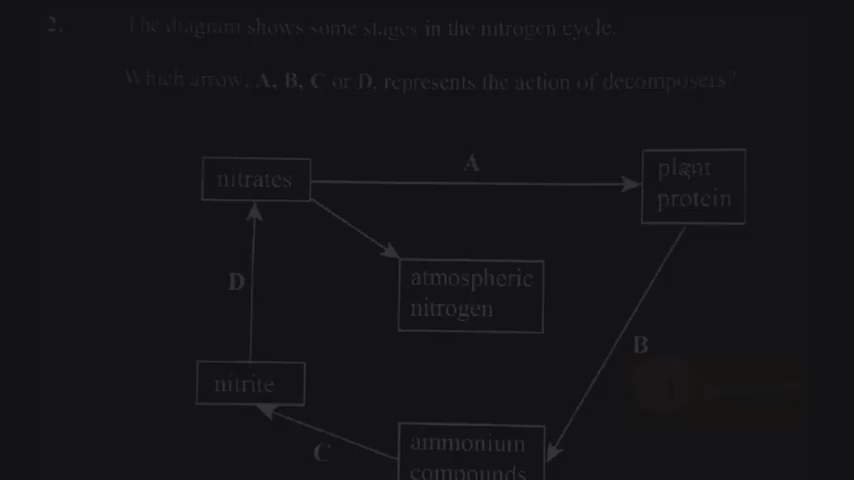 2. The diagram shows some stages in the nitrogen cycle.
Which arrow, A, B, C or D, represents the action of decomposers?
A
nitrates
plant
protein
D
atmospheric
nitrogen
B
nitrite
C
ammonium
compounds